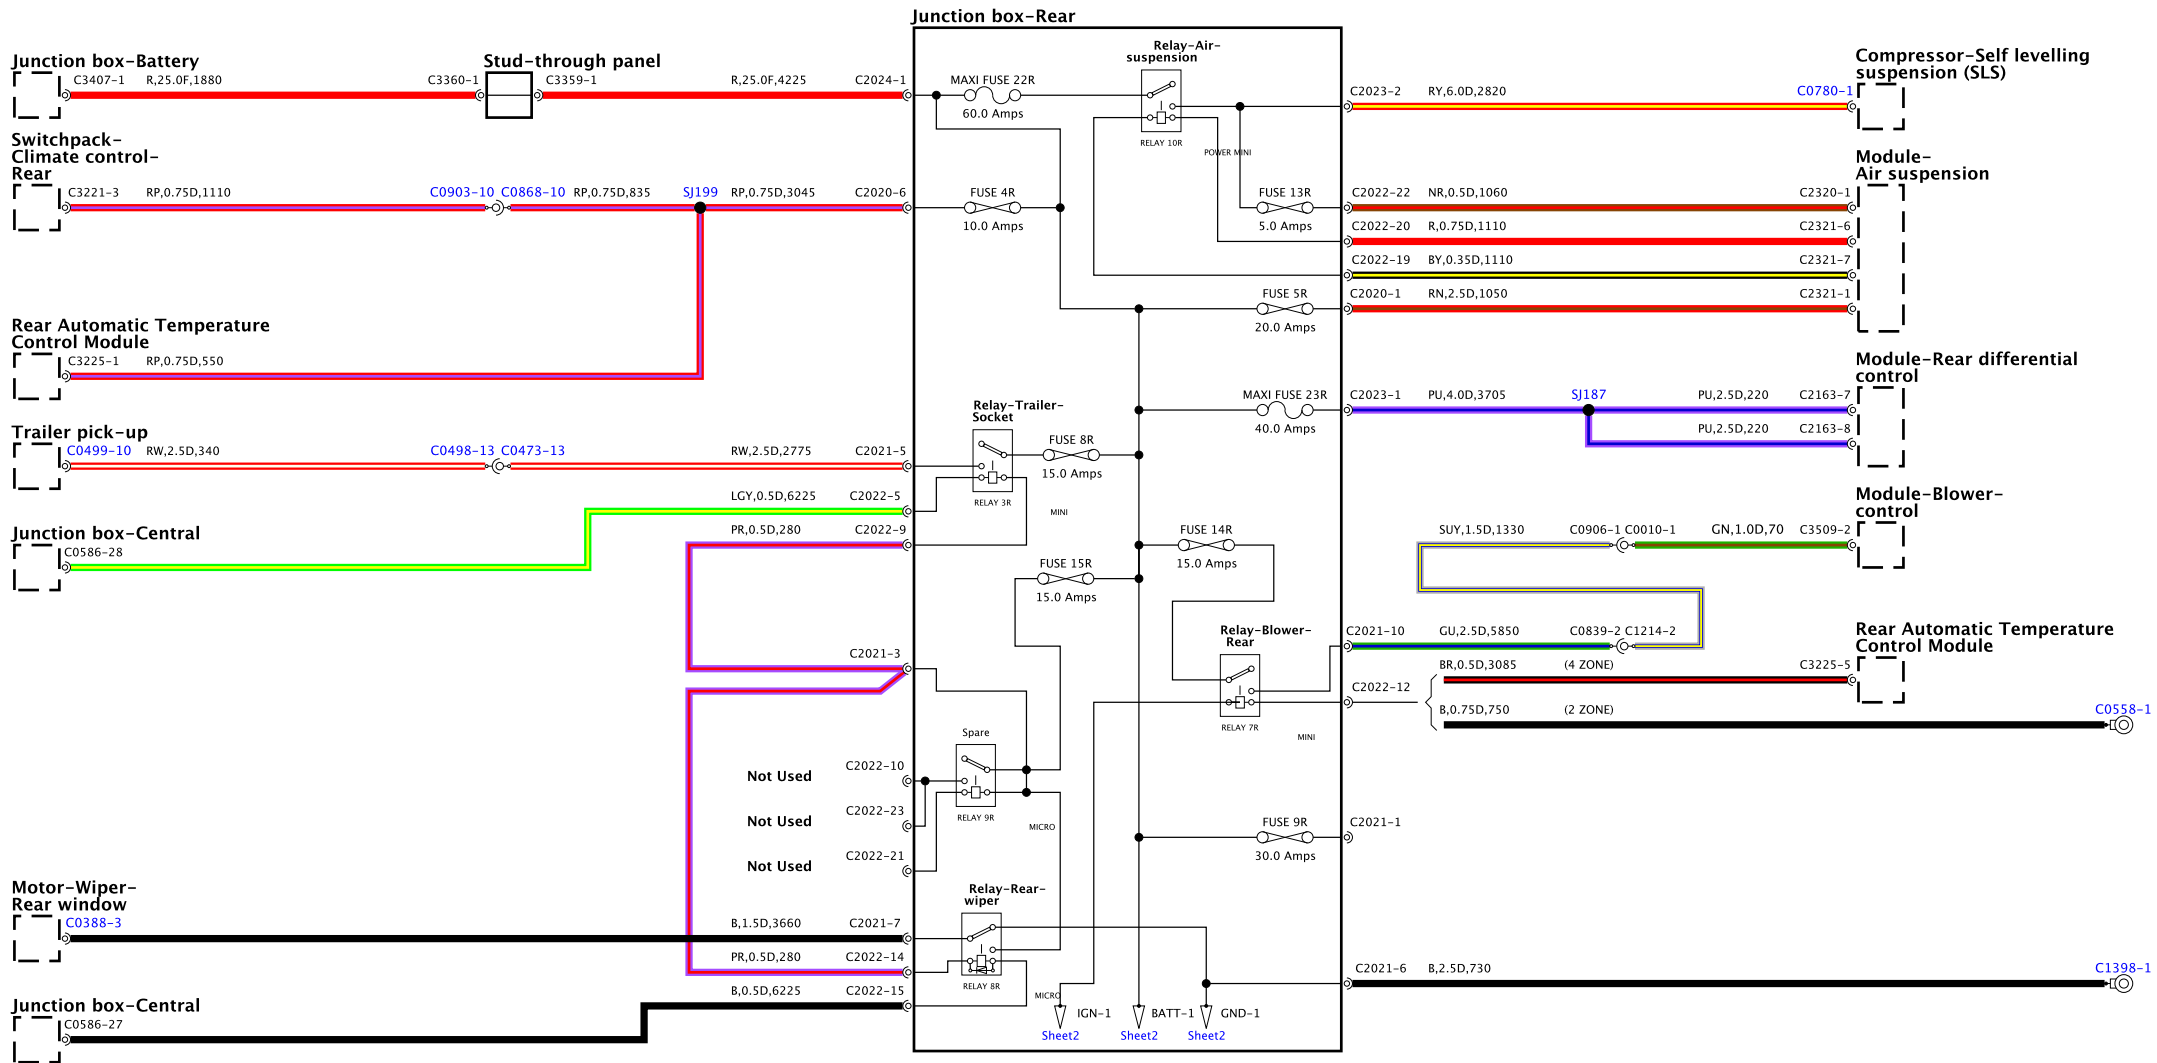 Junction box-Rear
Junction box-Battery
C3407-1 R,25.0F,1880 C3360-1
Stud-through panel
C3359-1 R,25.0F,4225 C2024-1
Switchpack-
Climate control-
Rear
C3221-3 RP,0.75D,1110 C0903-10 C0868-10 RP,0.75D,835 SJ199 RP,0.75D,3045 C2020-6
Rear Automatic Temperature
Control Module
C3225-1 RP,0.75D,550
Trailer pick-up
C0499-10 RW,2.5D,340 C0498-13 C0473-13 RW,2.5D,2775 C2021-5
LGY,0.5D,6225 C2022-5
PR,0.5D,280 C2022-9
Junction box-Central
C0586-28
C2021-3
Not Used C2022-10
Not Used C2022-23
Not Used C2022-21
Motor-Wiper-
Rear window
C0388-3 B,1.5D,3660 C2021-7
PR,0.5D,280 C2022-14
B,0.5D,6225 C2022-15
Junction box-Central
C0586-27
MAXI FUSE 22R
60.0 Amps
Relay-Air-
suspension
RELAY 10R
POWER MINI
FUSE 4R
10.0 Amps
FUSE 13R
5.0 Amps
FUSE 5R
20.0 Amps
MAXI FUSE 23R
40.0 Amps
Relay-Trailer-
Socket
RELAY 3R
MINI
FUSE 8R
15.0 Amps
FUSE 14R
15.0 Amps
FUSE 15R
15.0 Amps
Relay-Blower-
Rear
RELAY 7R
MINI
Spare
RELAY 9R
MICRO
FUSE 9R
30.0 Amps
Relay-Rear-
wiper
RELAY 8R
MICRO
IGN-1
Sheet2
BATT-1
Sheet2
GND-1
Sheet2
Compressor-Self levelling
suspension (SLS)
C2023-2 RY,6.0D,2820 C0780-1
Module-
Air suspension
C2022-22 NR,0.5D,1060 C2320-1
C2022-20 R,0.75D,1110 C2321-6
C2022-19 BY,0.35D,1110 C2321-7
C2020-1 RN,2.5D,1050 C2321-1
Module-Rear differential
control
C2023-1 PU,4.0D,3705 SJ187 PU,2.5D,220 C2163-7
PU,2.5D,220 C2163-8
Module-Blower-
control
SUY,1.5D,1330 C0906-1 C0010-1 GN,1.0D,70 C3509-2
C2021-10 GU,2.5D,5850 C0839-2 C1214-2
Rear Automatic Temperature
Control Module
BR,0.5D,3085 (4 ZONE) C3225-5
C2022-12
B,0.75D,750 (2 ZONE) C0558-1
C2021-1
C2021-6 B,2.5D,730 C1398-1